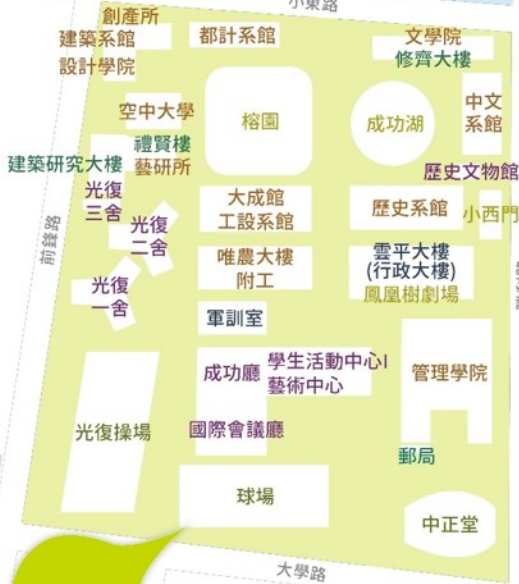 小東路
創產所
建築系館
設計學院
都計系館
文學院
修齊大樓
空中大學
榕園
成功湖
中文
系館
禮賢樓
藝研所
建築研究大樓
歷史文物館
光復
三舍
大成館
工設系館
歷史系館
小西門
前鋒路
光復
二舍
唯農大樓
附工
雲平大樓
(行政大樓)
鳳凰樹劇場
光復
一舍
軍訓室
成功廳
學生活動中心I
藝術中心
管理學院
光復操場
國際會議廳
郵局
球場
中正堂
大學路